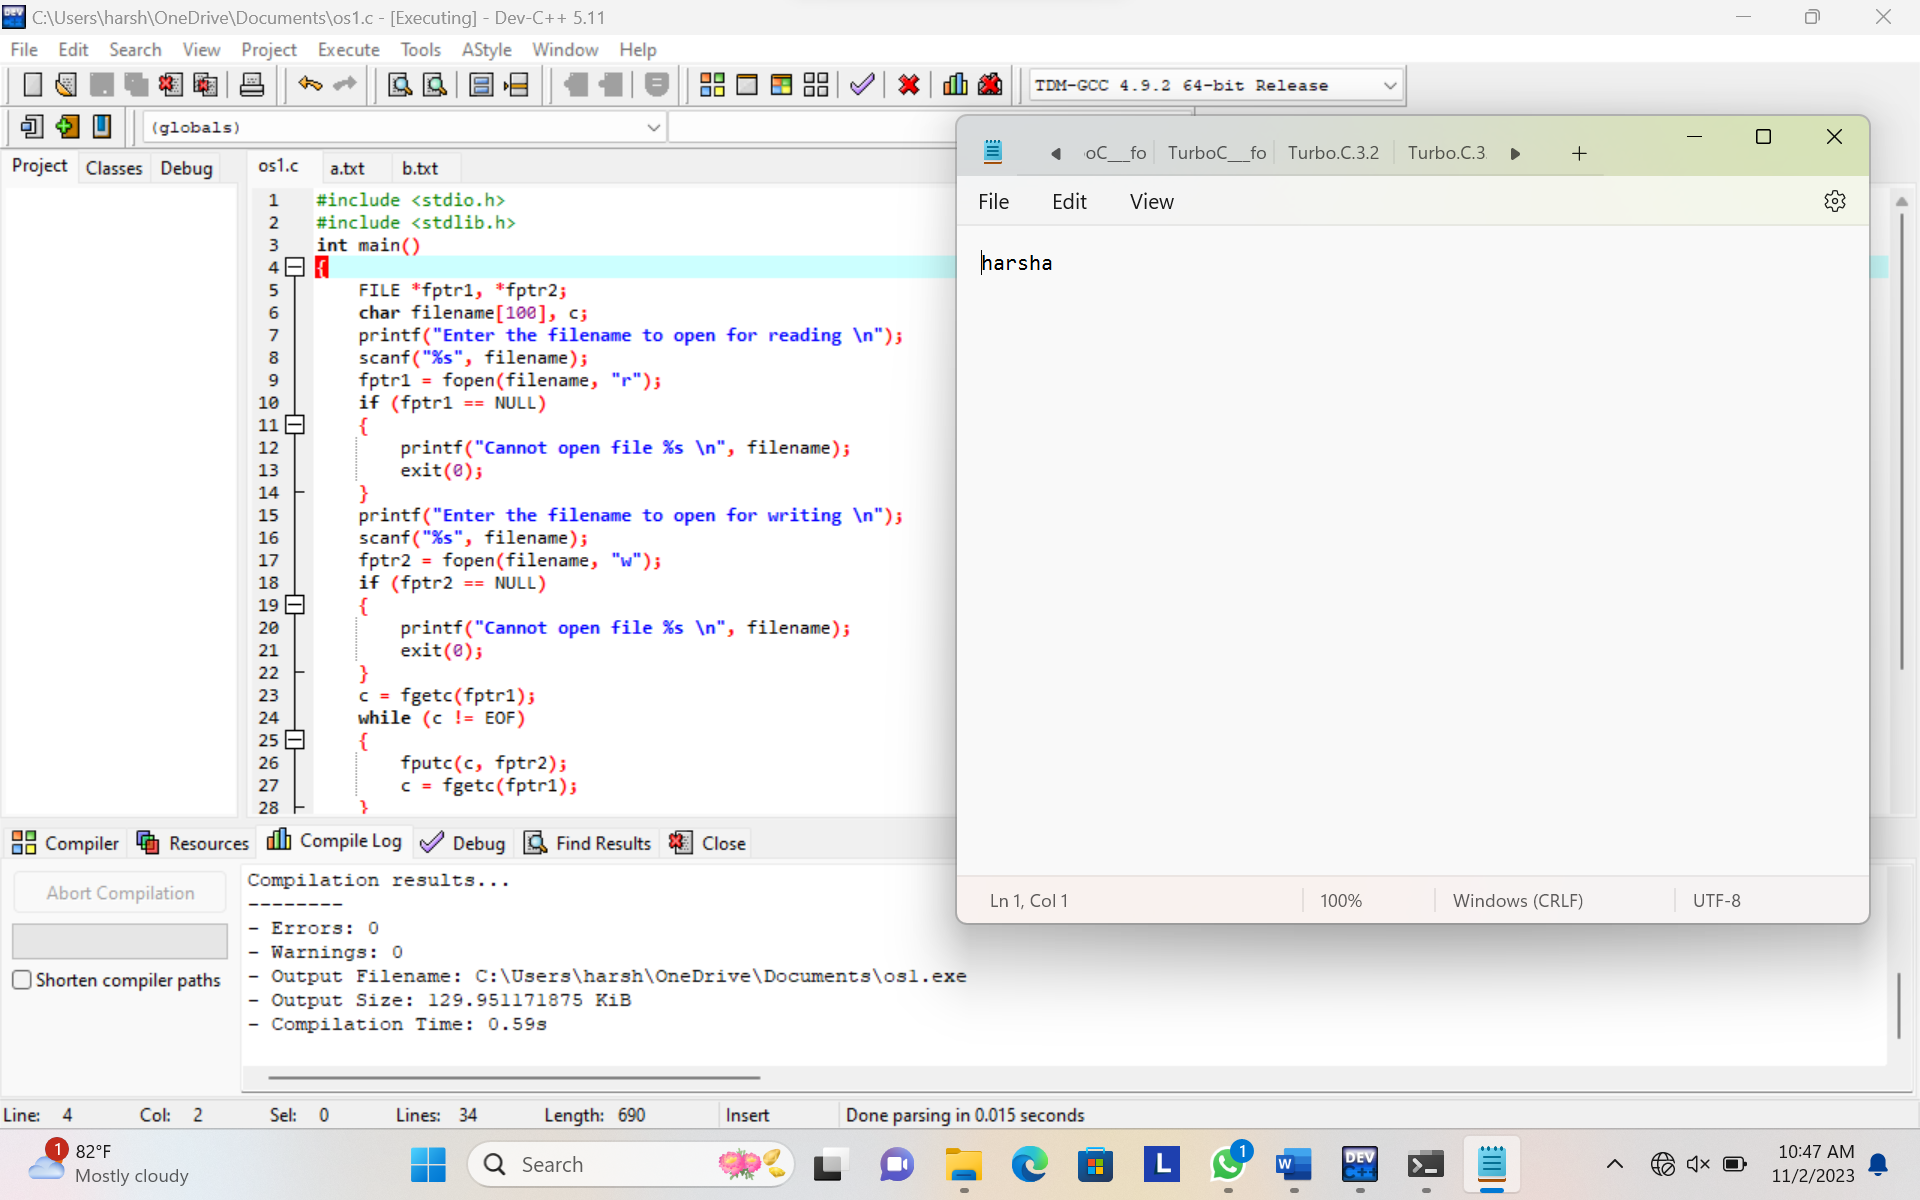 C:\Users\harsh\OneDrive\Documents\os1.c - [Executing] - Dev-C++ 5.11
File Edit Search View Project Execute Tools AStyle Window Help
TDM-GCC 4.9.2 64-bit Release
(globals)
Project Classes Debug
os1.c a.txt b.txt
1 #include <stdio.h>
2 #include <stdlib.h>
3 int main()
4 {
5 FILE *fptr1, *fptr2;
6 char filename[100], c;
7 printf("Enter the filename to open for reading \n");
8 scanf("%s", filename);
9 fptr1 = fopen(filename, "r");
10 if (fptr1 == NULL)
11 {
12 printf("Cannot open file %s \n", filename);
13 exit(0);
14 }
15 printf("Enter the filename to open for writing \n");
16 scanf("%s", filename);
17 fptr2 = fopen(filename, "w");
18 if (fptr2 == NULL)
19 {
20 printf("Cannot open file %s \n", filename);
21 exit(0);
22 }
23 c = fgetc(fptr1);
24 while (c != EOF)
25 {
26 fputc(c, fptr2);
27 c = fgetc(fptr1);
28 }
oC___fo TurboC___fo Turbo.C.3.2 Turbo.C.3.
File Edit View
harsha
Ln 1, Col 1 100% Windows (CRLF) UTF-8
Compiler Resources Compile Log Debug Find Results Close
Abort Compilation
Shorten compiler paths
Compilation results...
--------
- Errors: 0
- Warnings: 0
- Output Filename: C:\Users\harsh\OneDrive\Documents\os1.exe
- Output Size: 129.951171875 KiB
- Compilation Time: 0.59s
Line: 4 Col: 2 Sel: 0 Lines: 34 Length: 690 Insert Done parsing in 0.015 seconds
1 82°F
Mostly cloudy
Search
L
1
W
DEV
C++
10:47 AM
11/2/2023